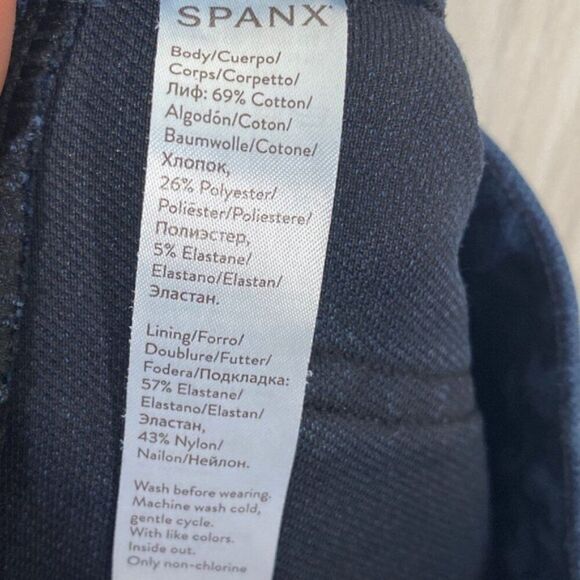 SPANX
Body/Cuerpo/
Corps/Corpetto/
Лиф: 69% Cotton/
Algodón/Coton/
Baumwolle/Cotone/
Хлопок,
26% Polyester/
Poliéster/Poliestere/
Полиэстер,
5% Elastane/
Elastano/Elastan/
Эластан.
Lining/Forro/
Doublure/Futter/
Fodera/Подкладка:
57% Elastane/
Elastano/Elastan/
Эластан,
43% Nylon/
Nailon/Нейлон.
Wash before wearing.
Machine wash cold,
gentle cycle.
With like colors.
Inside out.
Only non-chlorine